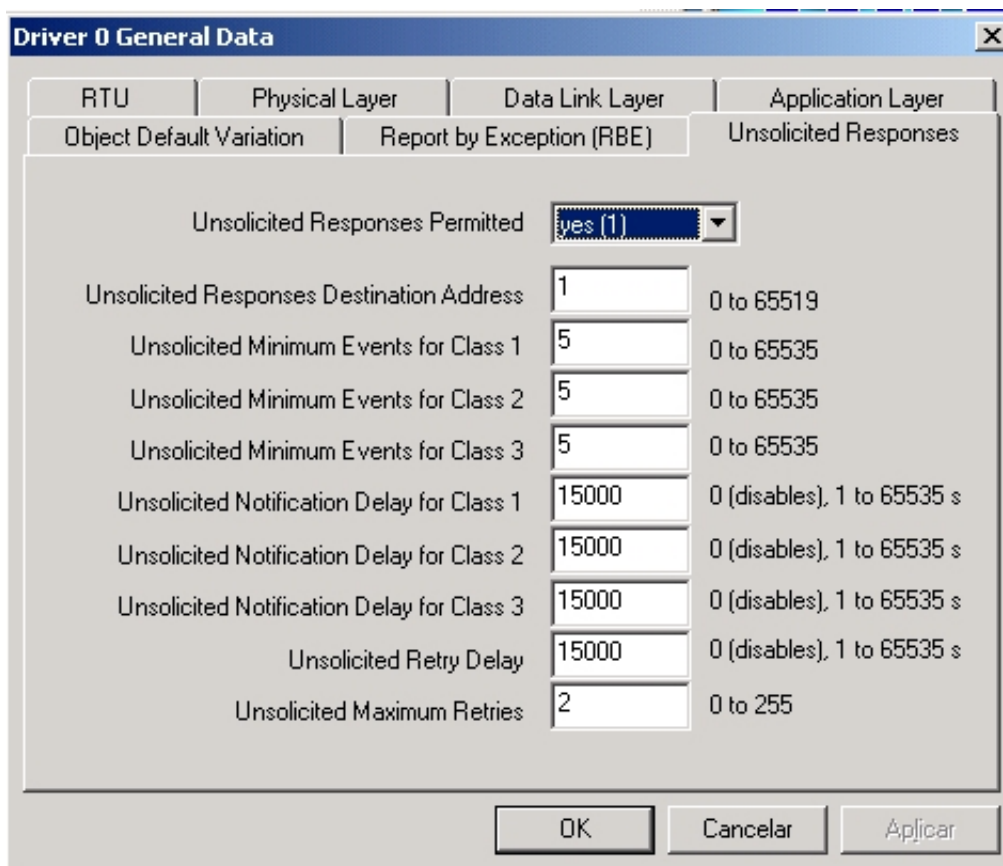 Driver 0 General Data
RTU Physical Layer Data Link Layer Application Layer
Object Default Variation Report by Exception (RBE) Unsolicited Responses
Unsolicited Responses Permitted yes (1)
Unsolicited Responses Destination Address 1 0 to 65519
Unsolicited Minimum Events for Class 1 5 0 to 65535
Unsolicited Minimum Events for Class 2 5 0 to 65535
Unsolicited Minimum Events for Class 3 5 0 to 65535
Unsolicited Notification Delay for Class 1 15000 0 (disables), 1 to 65535 s
Unsolicited Notification Delay for Class 2 15000 0 (disables), 1 to 65535 s
Unsolicited Notification Delay for Class 3 15000 0 (disables), 1 to 65535 s
Unsolicited Retry Delay 15000 0 (disables), 1 to 65535 s
Unsolicited Maximum Retries 2 0 to 255
OK Cancelar Aplicar